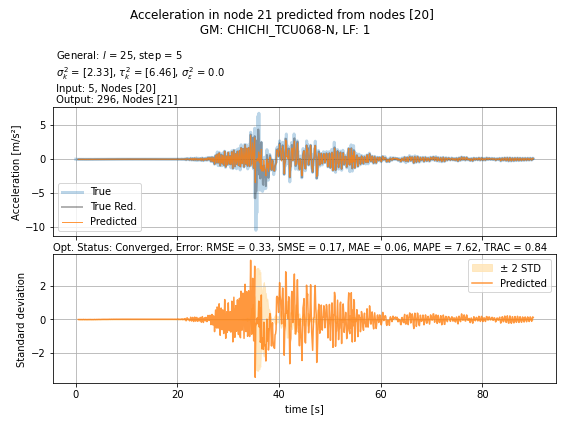 Acceleration in node 21 predicted from nodes [20]
GM: CHICHI_TCU068-N, LF: 1
General: l = 25, step = 5
σ²ₖ = [2.33], τ²ₖ = [6.46], σ²ε = 0.0
Input: 5, Nodes [20]
Output: 296, Nodes [21]
Acceleration [m/s²]
5
0
−5
−10
True
True Red.
Predicted
Opt. Status: Converged, Error: RMSE = 0.33, SMSE = 0.17, MAE = 0.06, MAPE = 7.62, TRAC = 0.84
Standard deviation
2
0
−2
± 2 STD
Predicted
0 20 40 60 80
time [s]